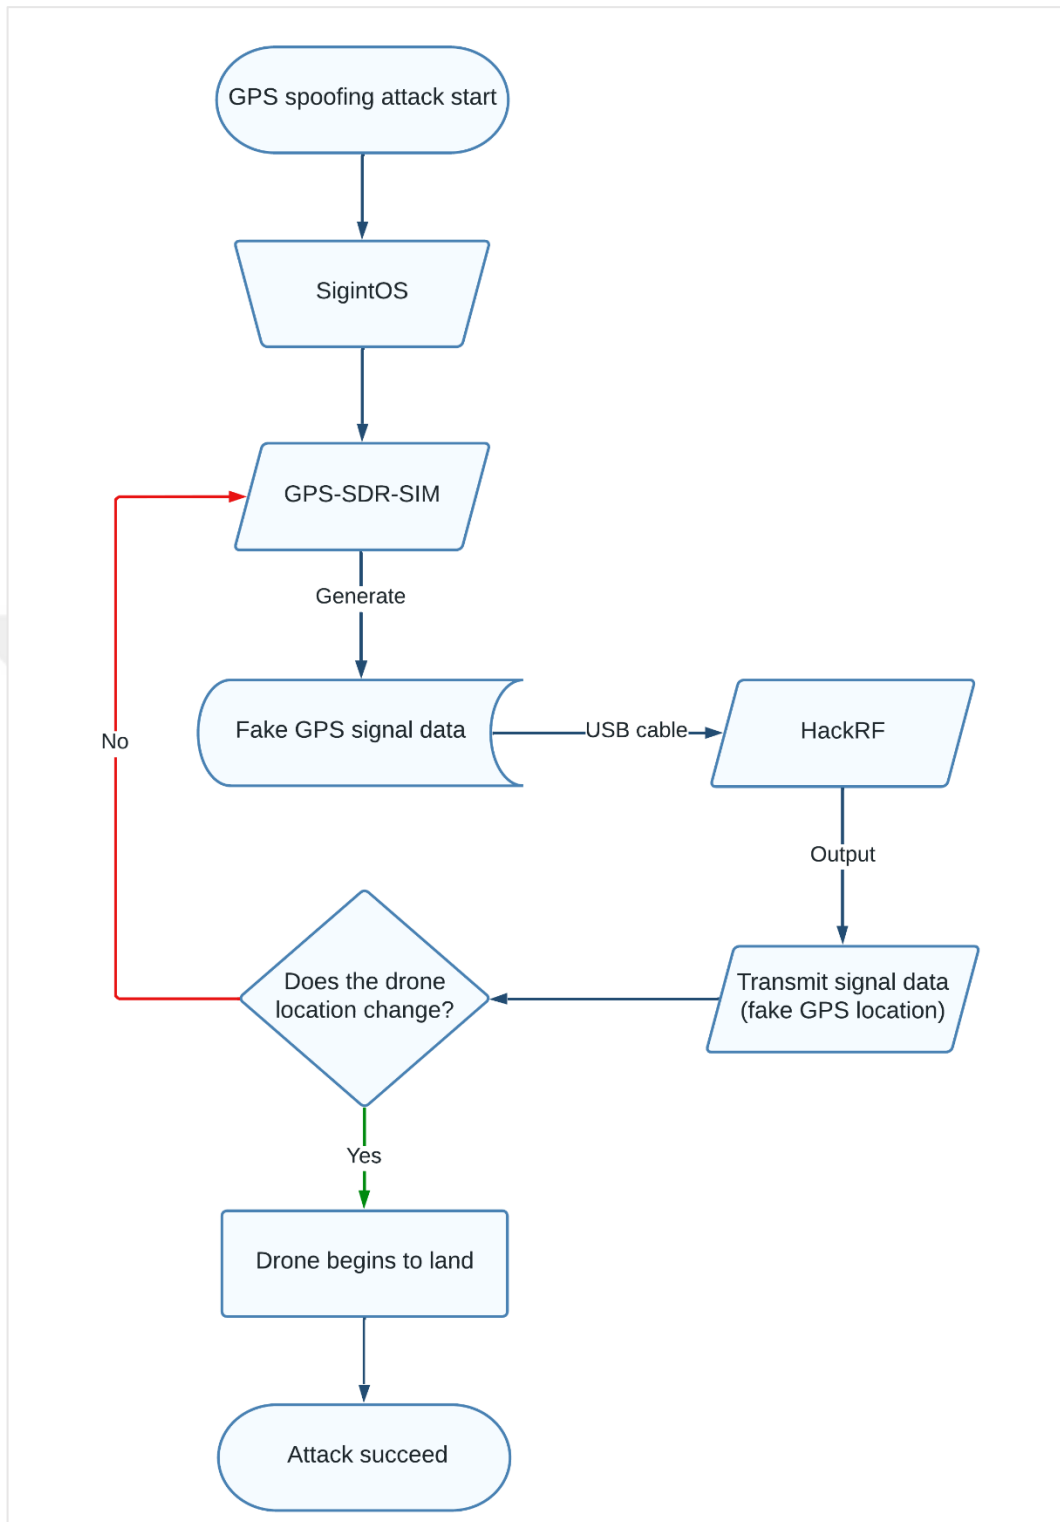 GPS spoofing attack start
SigintOS
GPS-SDR-SIM
Generate
Fake GPS signal data
USB cable
HackRF
No
Output
Does the drone
location change?
Transmit signal data
(fake GPS location)
Yes
Drone begins to land
Attack succeed